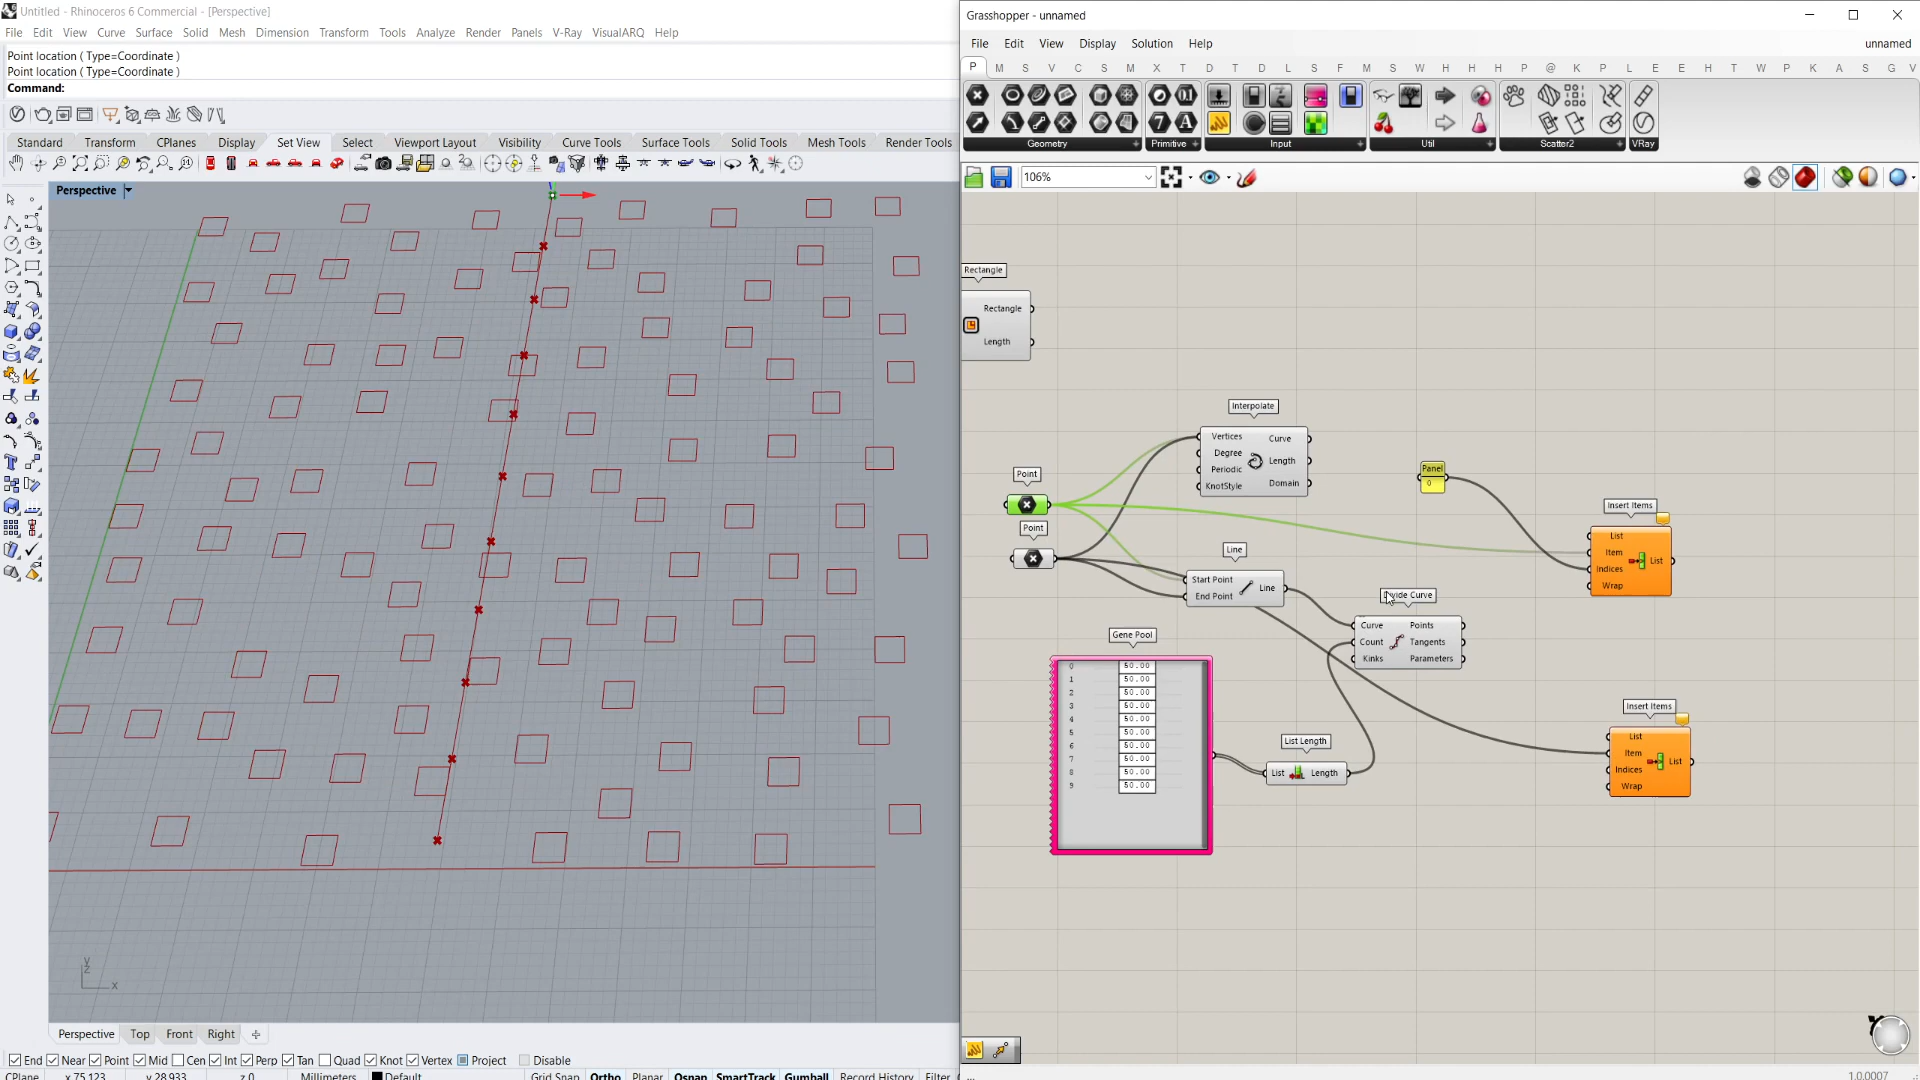 Untitled - Rhinoceros 6 Commercial - [Perspective]
File Edit View Curve Surface Solid Mesh Dimension Transform Tools Analyze Render Panels V-Ray VisualARQ Help
Point location ( Type=Coordinate )
Point location ( Type=Coordinate )
Command:
Standard Transform CPlanes Display Set View Select Viewport Layout Visibility Curve Tools Surface Tools Solid Tools Mesh Tools Render Tools
Perspective
y
z
x
Perspective Top Front Right
End Near Point Mid Cen Int Perp Tan Quad Knot Vertex Project Disable
CPlane x 75.123 y 28.933 z 0 Millimeters Default Grid Snap Ortho Planar Osnap SmartTrack Gumball Record History Filter
Grasshopper - unnamed
File Edit View Display Solution Help unnamed
P M S V C S M X T D T D L S F M S W H H H P @ K P L E E H T W P K A S G V
Geometry Primitive Input Util Scatter2 VRay
106%
Rectangle
Rectangle
Length
Interpolate
Vertices Curve
Degree
Periodic Length
KnotStyle Domain
Point
Point
Panel
0
Insert Items
List
Item
Indices List
Wrap
Line
Start Point
End Point Line
Divide Curve
Curve Points
Count Tangents
Kinks Parameters
Gene Pool
0 50.00
1 50.00
2 50.00
3 50.00
4 50.00
5 50.00
6 50.00
7 50.00
8 50.00
9 50.00
List Length
List Length
Insert Items
List
Item
Indices List
Wrap
1.0.0007